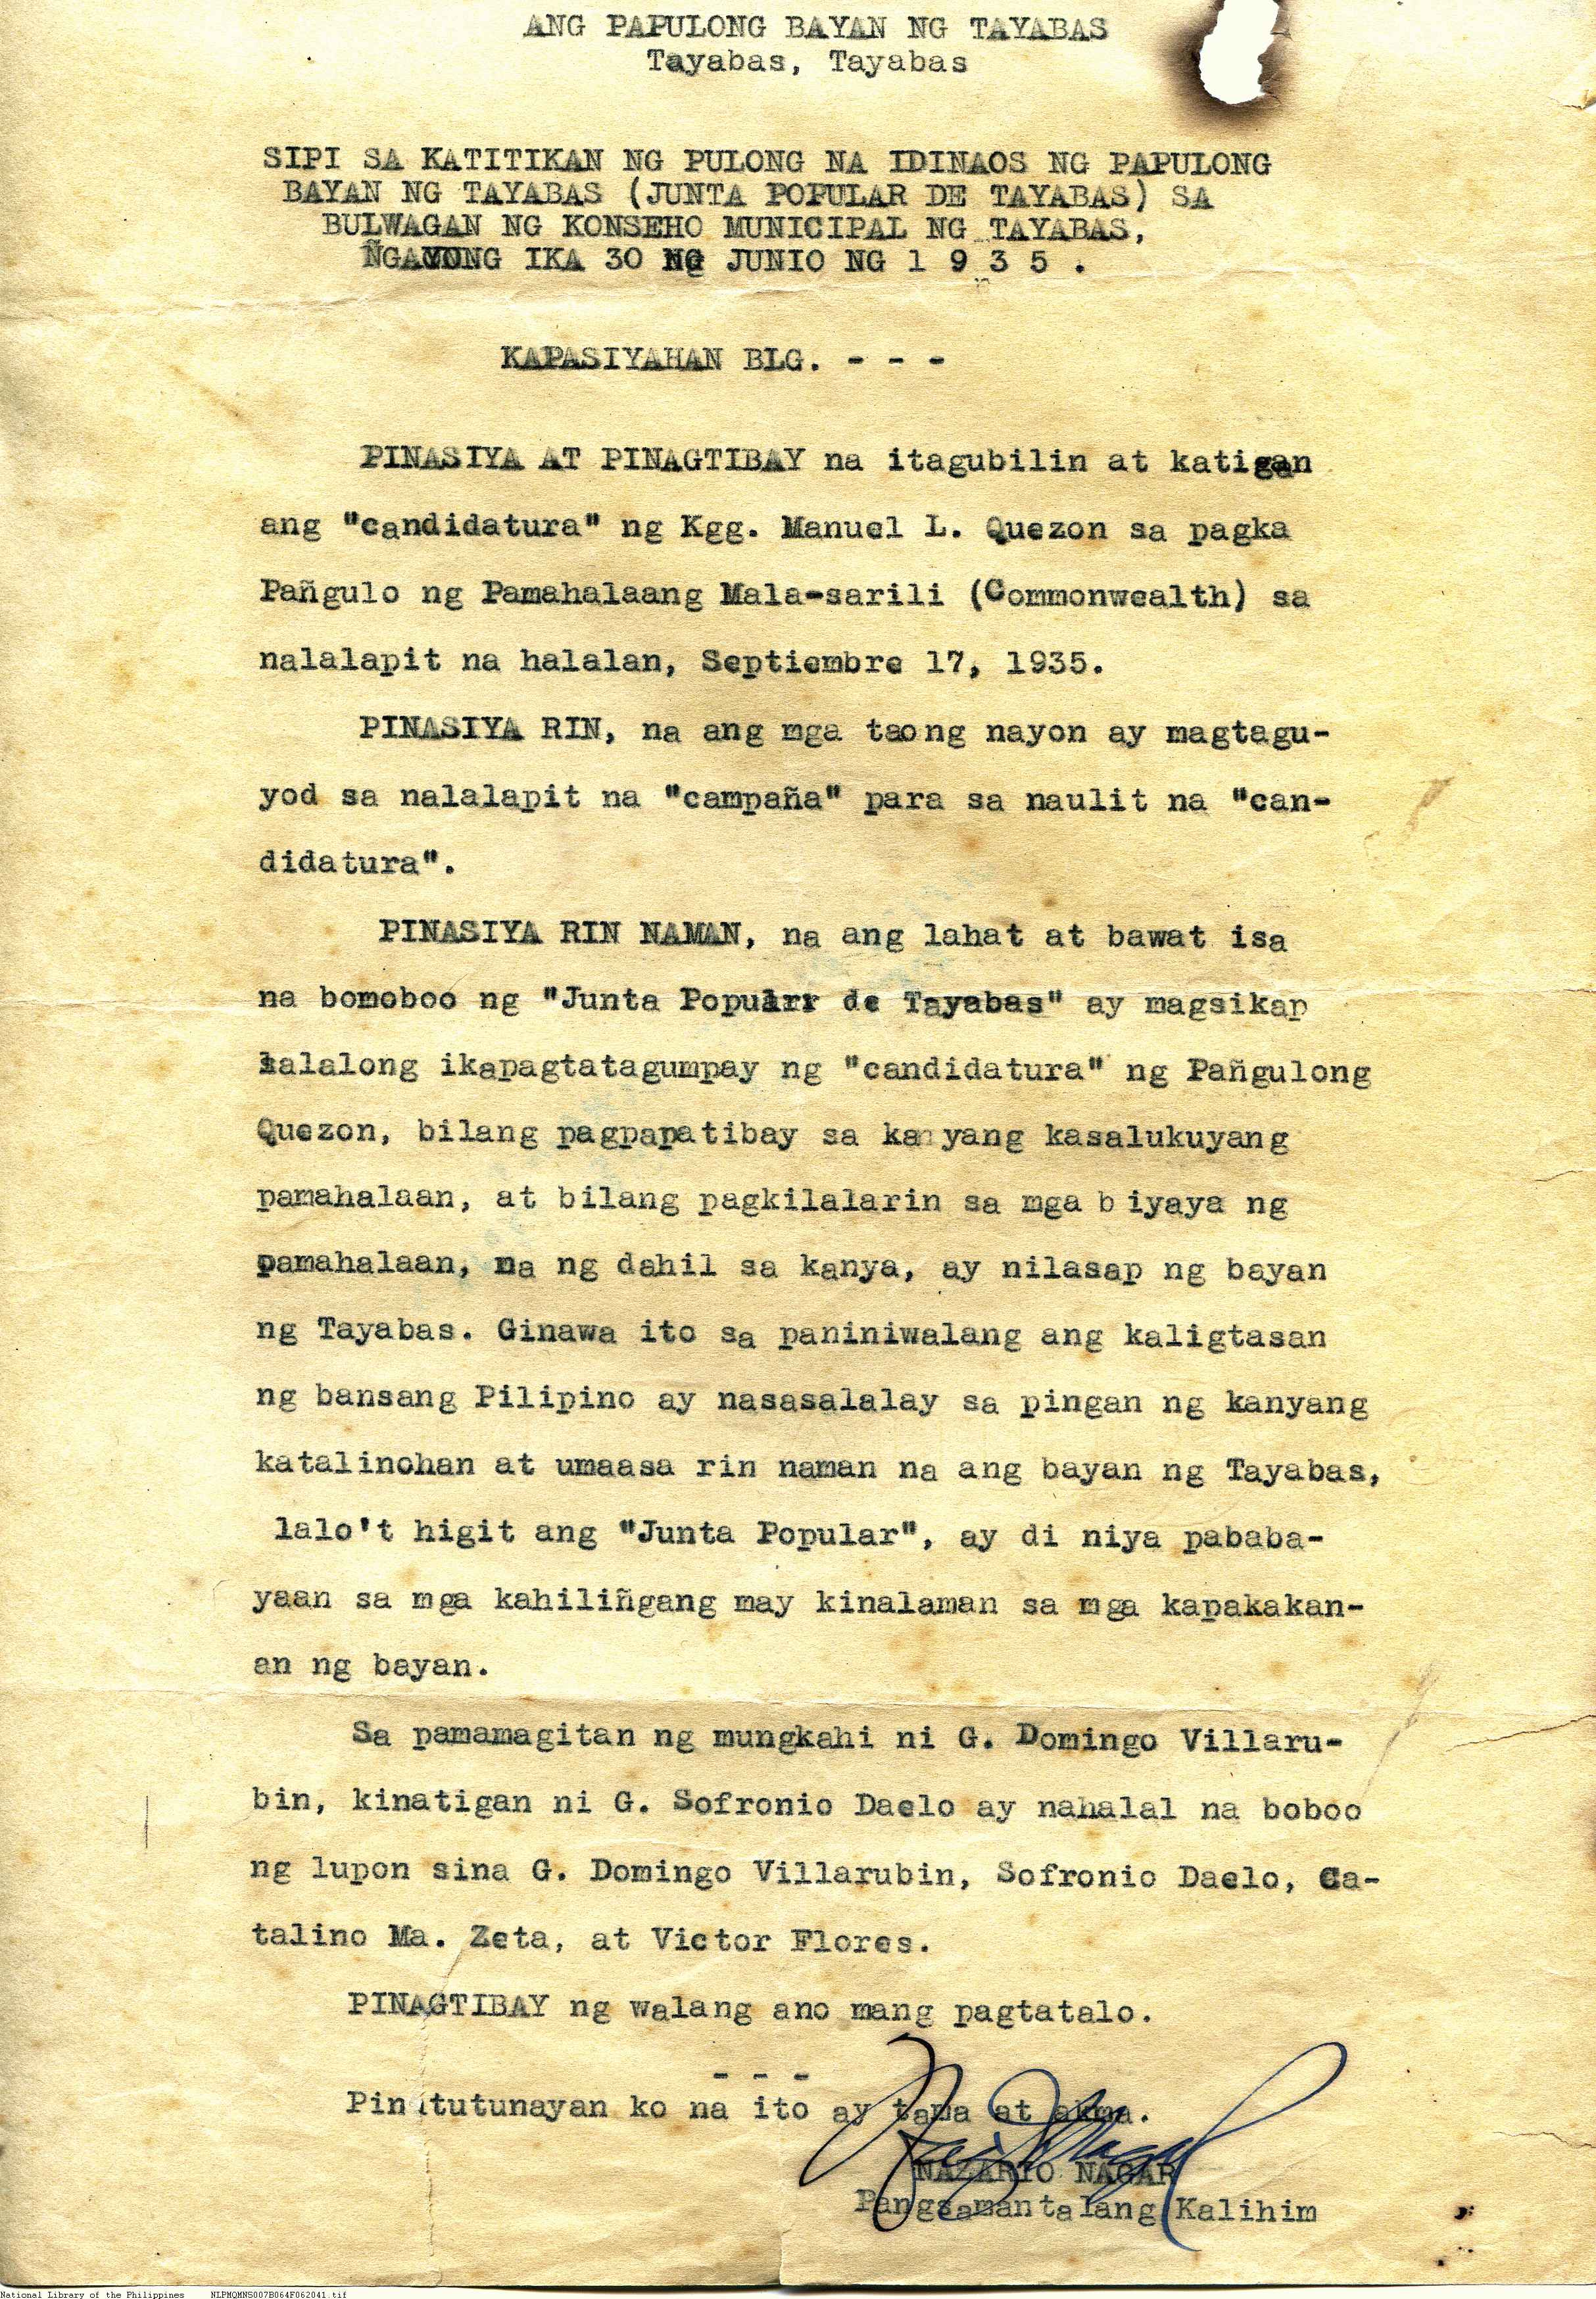 ANG PAPULONG BAYAN NG TAYABAS
Tayabas, Tayabas
SIPI SA KATITIKAN NG PULONG NA IDINAOS NG PAPULONG
BAYAN NG TAYABAS (JUNTA POPULAR DE TAYABAS) SA
BULWAGAN NG KONSEHO MUNICIPAL NG TAYABAS,
ÑGAYONG IKA 30 NG JUNIO NG 1 9 3 5 .
KAPASIYAHAN BLG. - - -
PINASIYA AT PINAGTIBAY na itagubilin at katigan
ang "candidatura" ng Kgg. Manuel L. Quezon sa pagka
Pañgulo ng Pamahalaang Mala-sarili (Commonwealth) sa
nalalapit na halalan, Septiembre 17, 1935.
PINASIYA RIN, na ang mga taong nayon ay magtagu-
yod sa nalalapit na "campaña" para sa naulit na "can-
didatura".
PINASIYA RIN NAMAN, na ang lahat at bawat isa
na bomoboo ng "Junta Popularr de Tayabas" ay magsikap
lalalong ikapagtatagumpay ng "candidatura" ng Pañgulong
Quezon, bilang pagpapatibay sa kanyang kasalukuyang
pamahalaan, at bilang pagkilalarin sa mga biyaya ng
pamahalaan, na ng dahil sa kanya, ay nilasap ng bayan
ng Tayabas. Ginawa ito sa paniniwalang ang kaligtasan
ng bansang Pilipino ay nasasalalay sa pingan ng kanyang
katalinohan at umaasa rin naman na ang bayan ng Tayabas,
lalo't higit ang "Junta Popular", ay di niya pababa-
yaan sa mga kahiliñgang may kinalaman sa mga kapakakan-
an ng bayan.
Sa pamamagitan ng mungkahi ni G. Domingo Villaru-
bin, kinatigan ni G. Sofronio Daelo ay nahalal na boboo
ng lupon sina G. Domingo Villarubin, Sofronio Daelo, Ca-
talino Ma. Zeta, at Victor Flores.
PINAGTIBAY ng walang ano mang pagtatalo.
- - -
Pinatutunayan ko na ito ay tama at akma.
NAZARIO NAGAR
Pangsamantalang Kalihim
National Library of the Philippines NLPMQMNS007B064F062041.tif